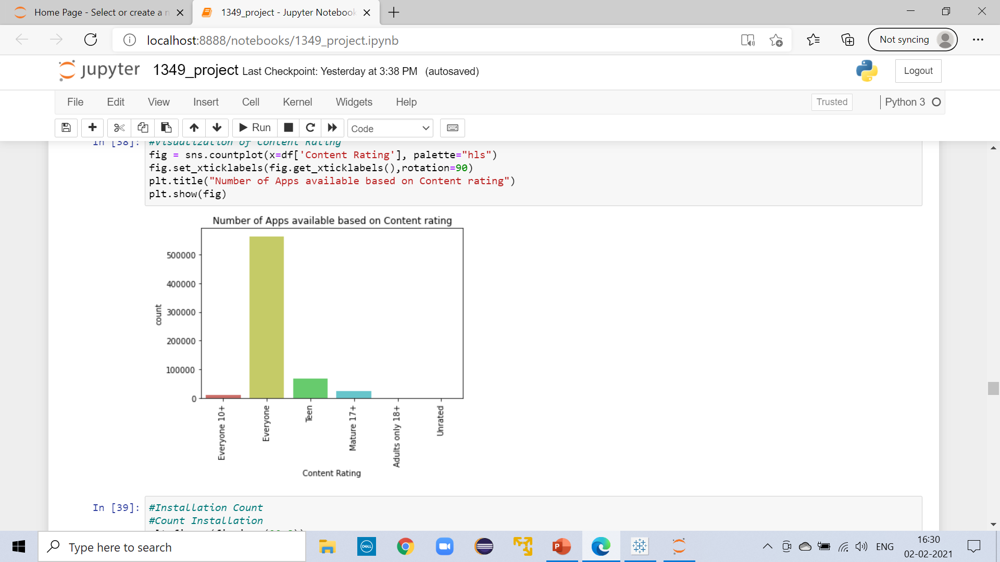 Home Page - Select or create a n
1349_project - Jupyter Notebook
localhost:8888/notebooks/1349_project.ipynb
Not syncing
jupyter 1349_project Last Checkpoint: Yesterday at 3:38 PM (autosaved)
Logout
File Edit View Insert Cell Kernel Widgets Help
Trusted
Python 3
Run
Code
In [38]: #Visualization of Content Rating
fig = sns.countplot(x=df['Content Rating'], palette="hls")
fig.set_xticklabels(fig.get_xticklabels(),rotation=90)
plt.title("Number of Apps available based on Content rating")
plt.show(fig)
Number of Apps available based on Content rating
500000
400000
300000
200000
100000
0
count
Everyone 10+
Everyone
Teen
Mature 17+
Adults only 18+
Unrated
Content Rating
In [39]: #Installation Count
#Count Installation
Type here to search
DELL
P
ENG
16:30
02-02-2021